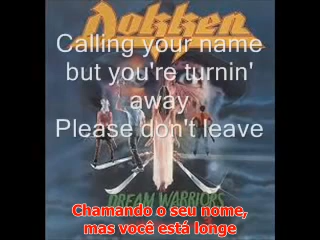 Dokken
Calling your name
but you're turnin'
away
Please don't leave
DREAM WARRIORS
Chamando o seu nome,
mas você está longe